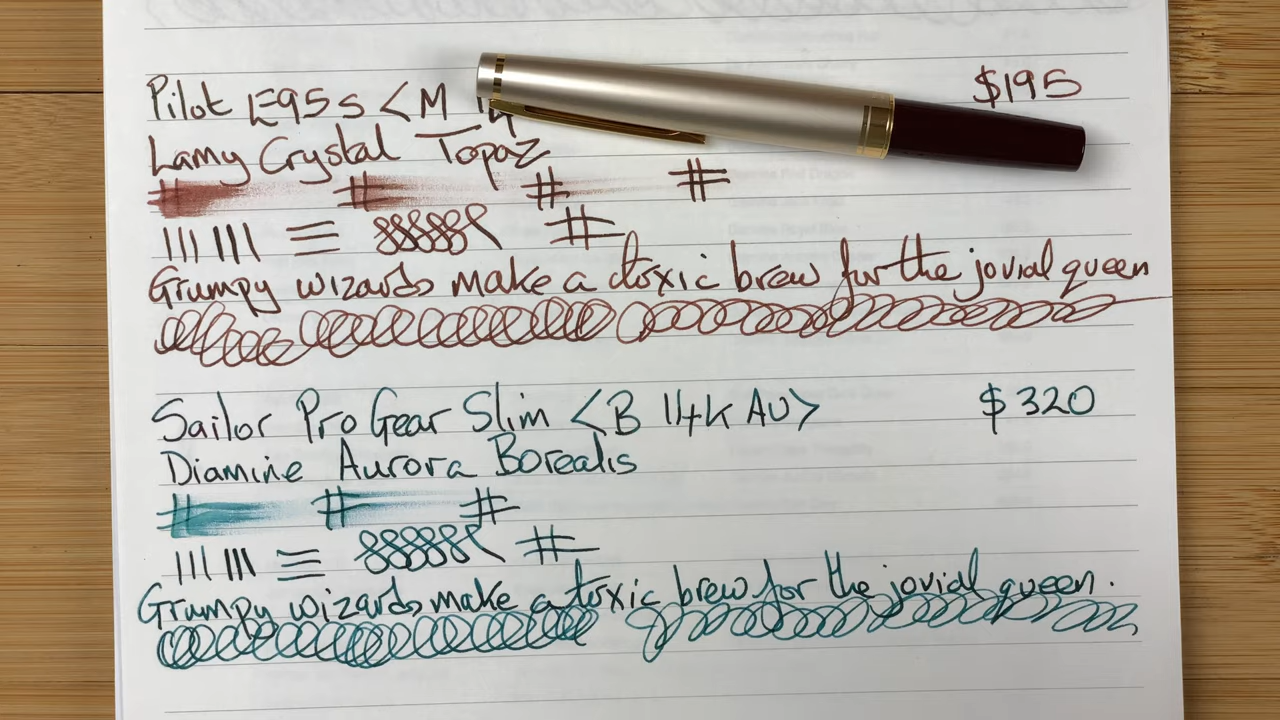 Pilot E95s <M 14 $195
Lamy Crystal Topaz
Grumpy wizards make a toxic brew for the jovial queen
Sailor Pro Gear Slim <B 14k AU> $320
Diamine Aurora Borealis
Grumpy wizards make a toxic brew for the jovial queen.